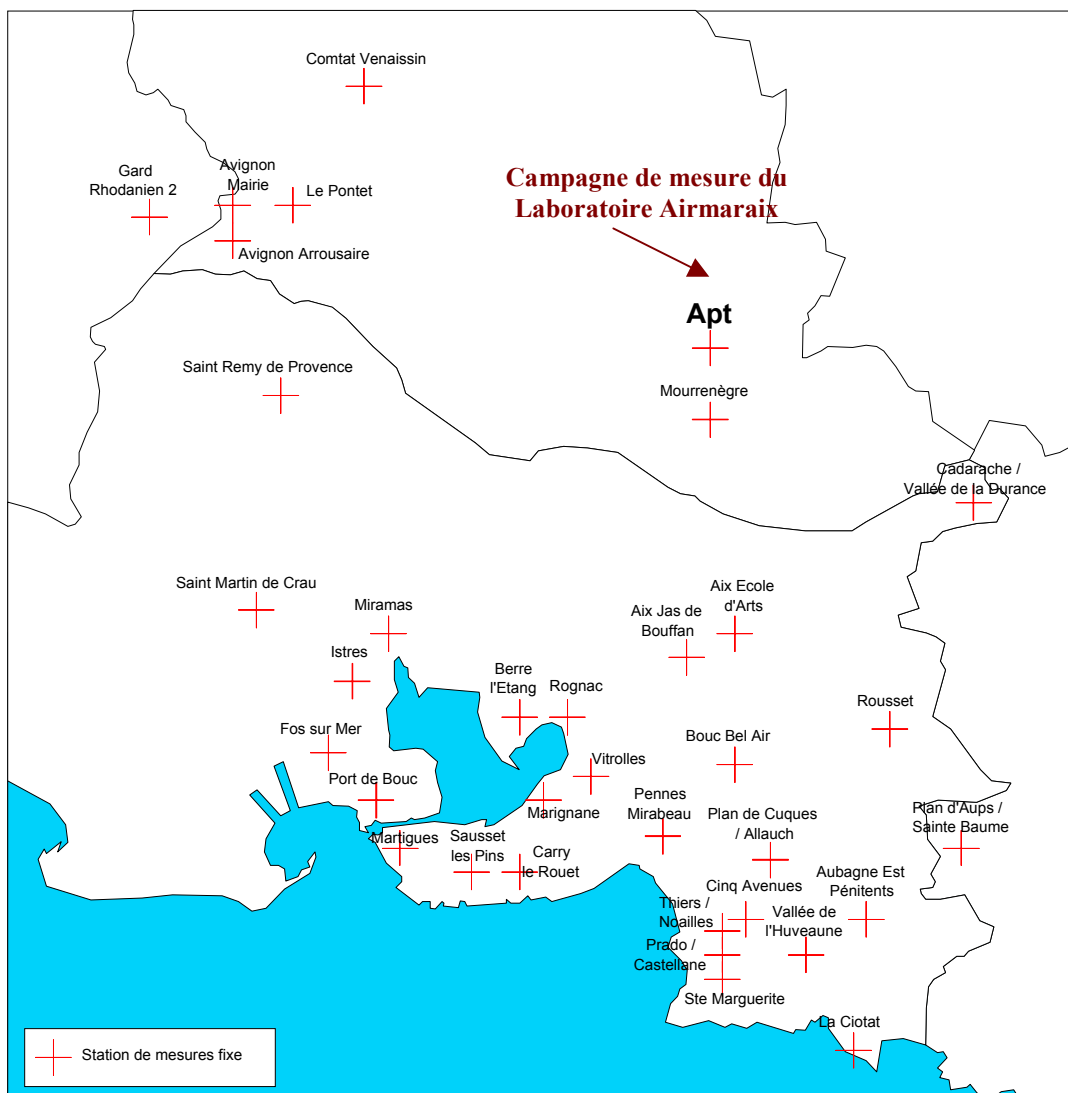 Comtat Venaissin
Gard
Rhodanien 2
Avignon
Mairie
Le Pontet
Avignon Arrousaire
Campagne de mesure du
Laboratoire Airmaraix
Apt
Saint Remy de Provence
Mourrenègre
Cadarache /
Vallée de la Durance
Saint Martin de Crau
Miramas
Istres
Aix Ecole
d'Arts
Aix Jas de
Bouffan
Berre
l'Etang
Rognac
Rousset
Fos sur Mer
Bouc Bel Air
Vitrolles
Port de Bouc
Marignane
Pennes
Mirabeau
Plan de Cuques
/ Allauch
Plan d'Aups /
Sainte Baume
Martigues
Sausset
les Pins
Carry
le Rouet
Aubagne Est
Pénitents
Cinq Avenues
Thiers /
Noailles
Vallée de
l'Huveaune
Prado /
Castellane
Ste Marguerite
La Ciotat
Station de mesures fixe